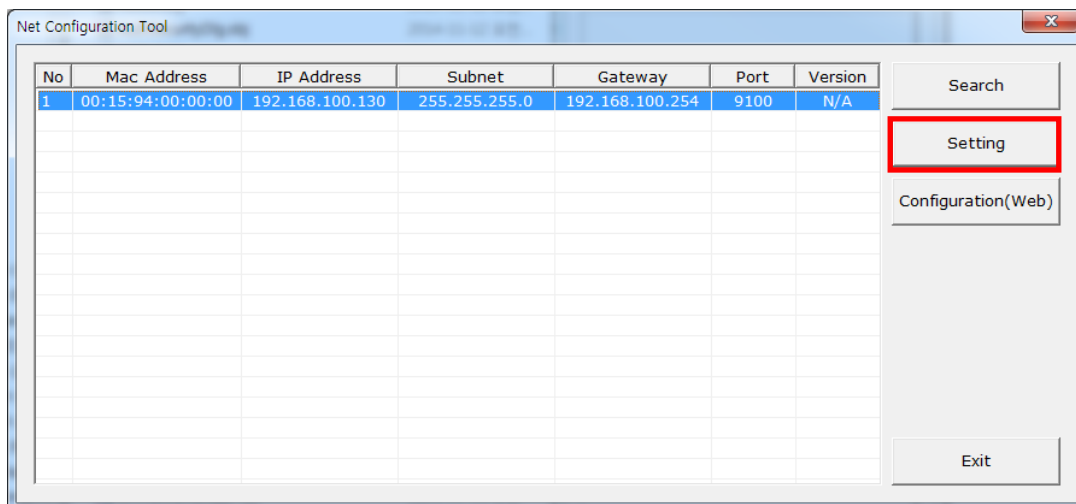 Net Configuration Tool
No Mac Address IP Address Subnet Gateway Port Version
1 00:15:94:00:00:00 192.168.100.130 255.255.255.0 192.168.100.254 9100 N/A
Search
Setting
Configuration(Web)
Exit